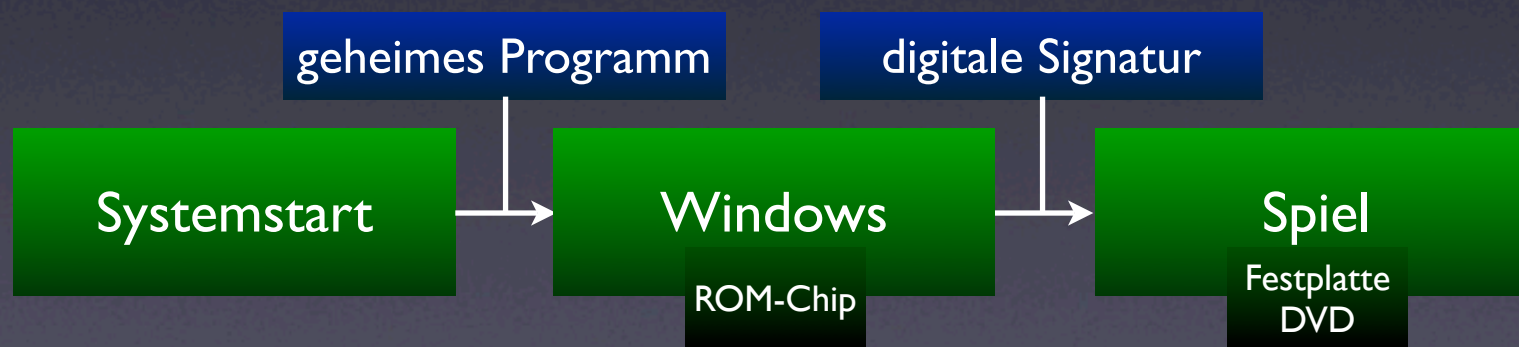 geheimes Programm
digitale Signatur
Systemstart
Windows
Spiel
ROM-Chip
Festplatte
DVD